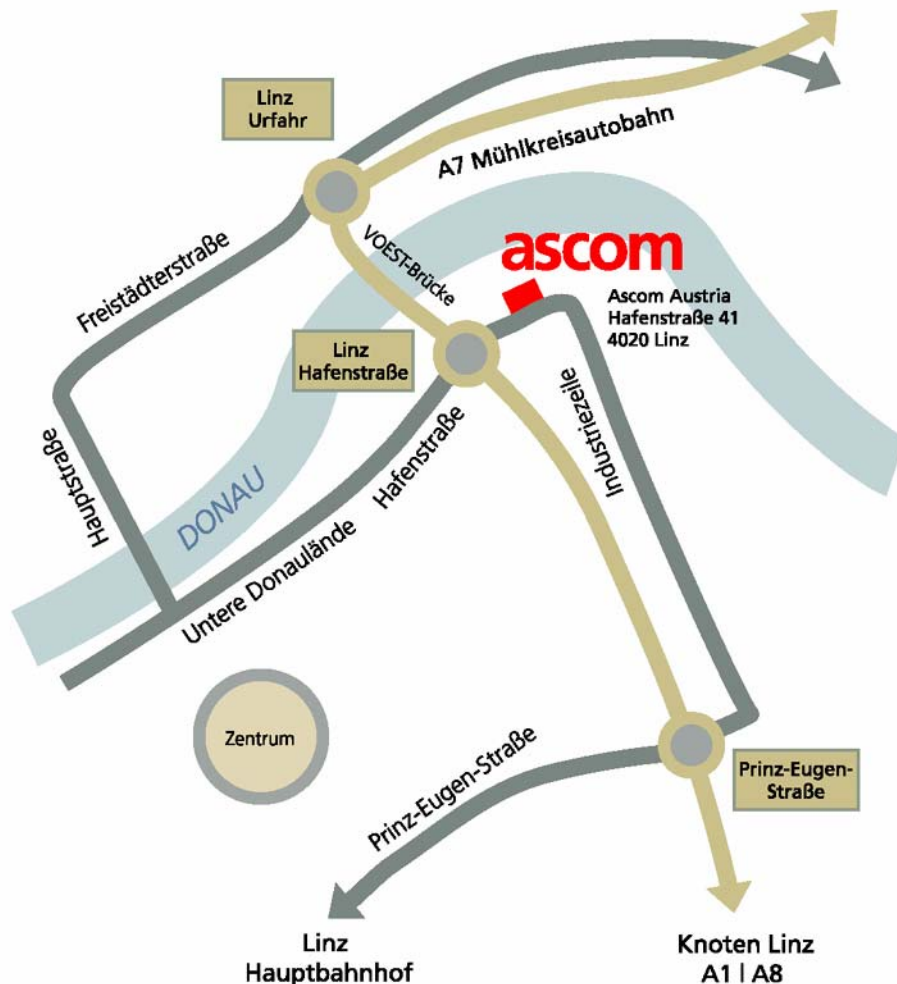 Linz
Urfahr
A7 Mühlkreisautobahn
Freistädterstraße
VOEST-Brücke
ascom
Ascom Austria
Hafenstraße 41
4020 Linz
Linz
Hafenstraße
Industriezeile
Hafenstraße
Hauptstraße
DONAU
Untere Donaulände
Zentrum
Prinz-Eugen-Straße
Prinz-Eugen-
Straße
Linz
Hauptbahnhof
Knoten Linz
A1 | A8